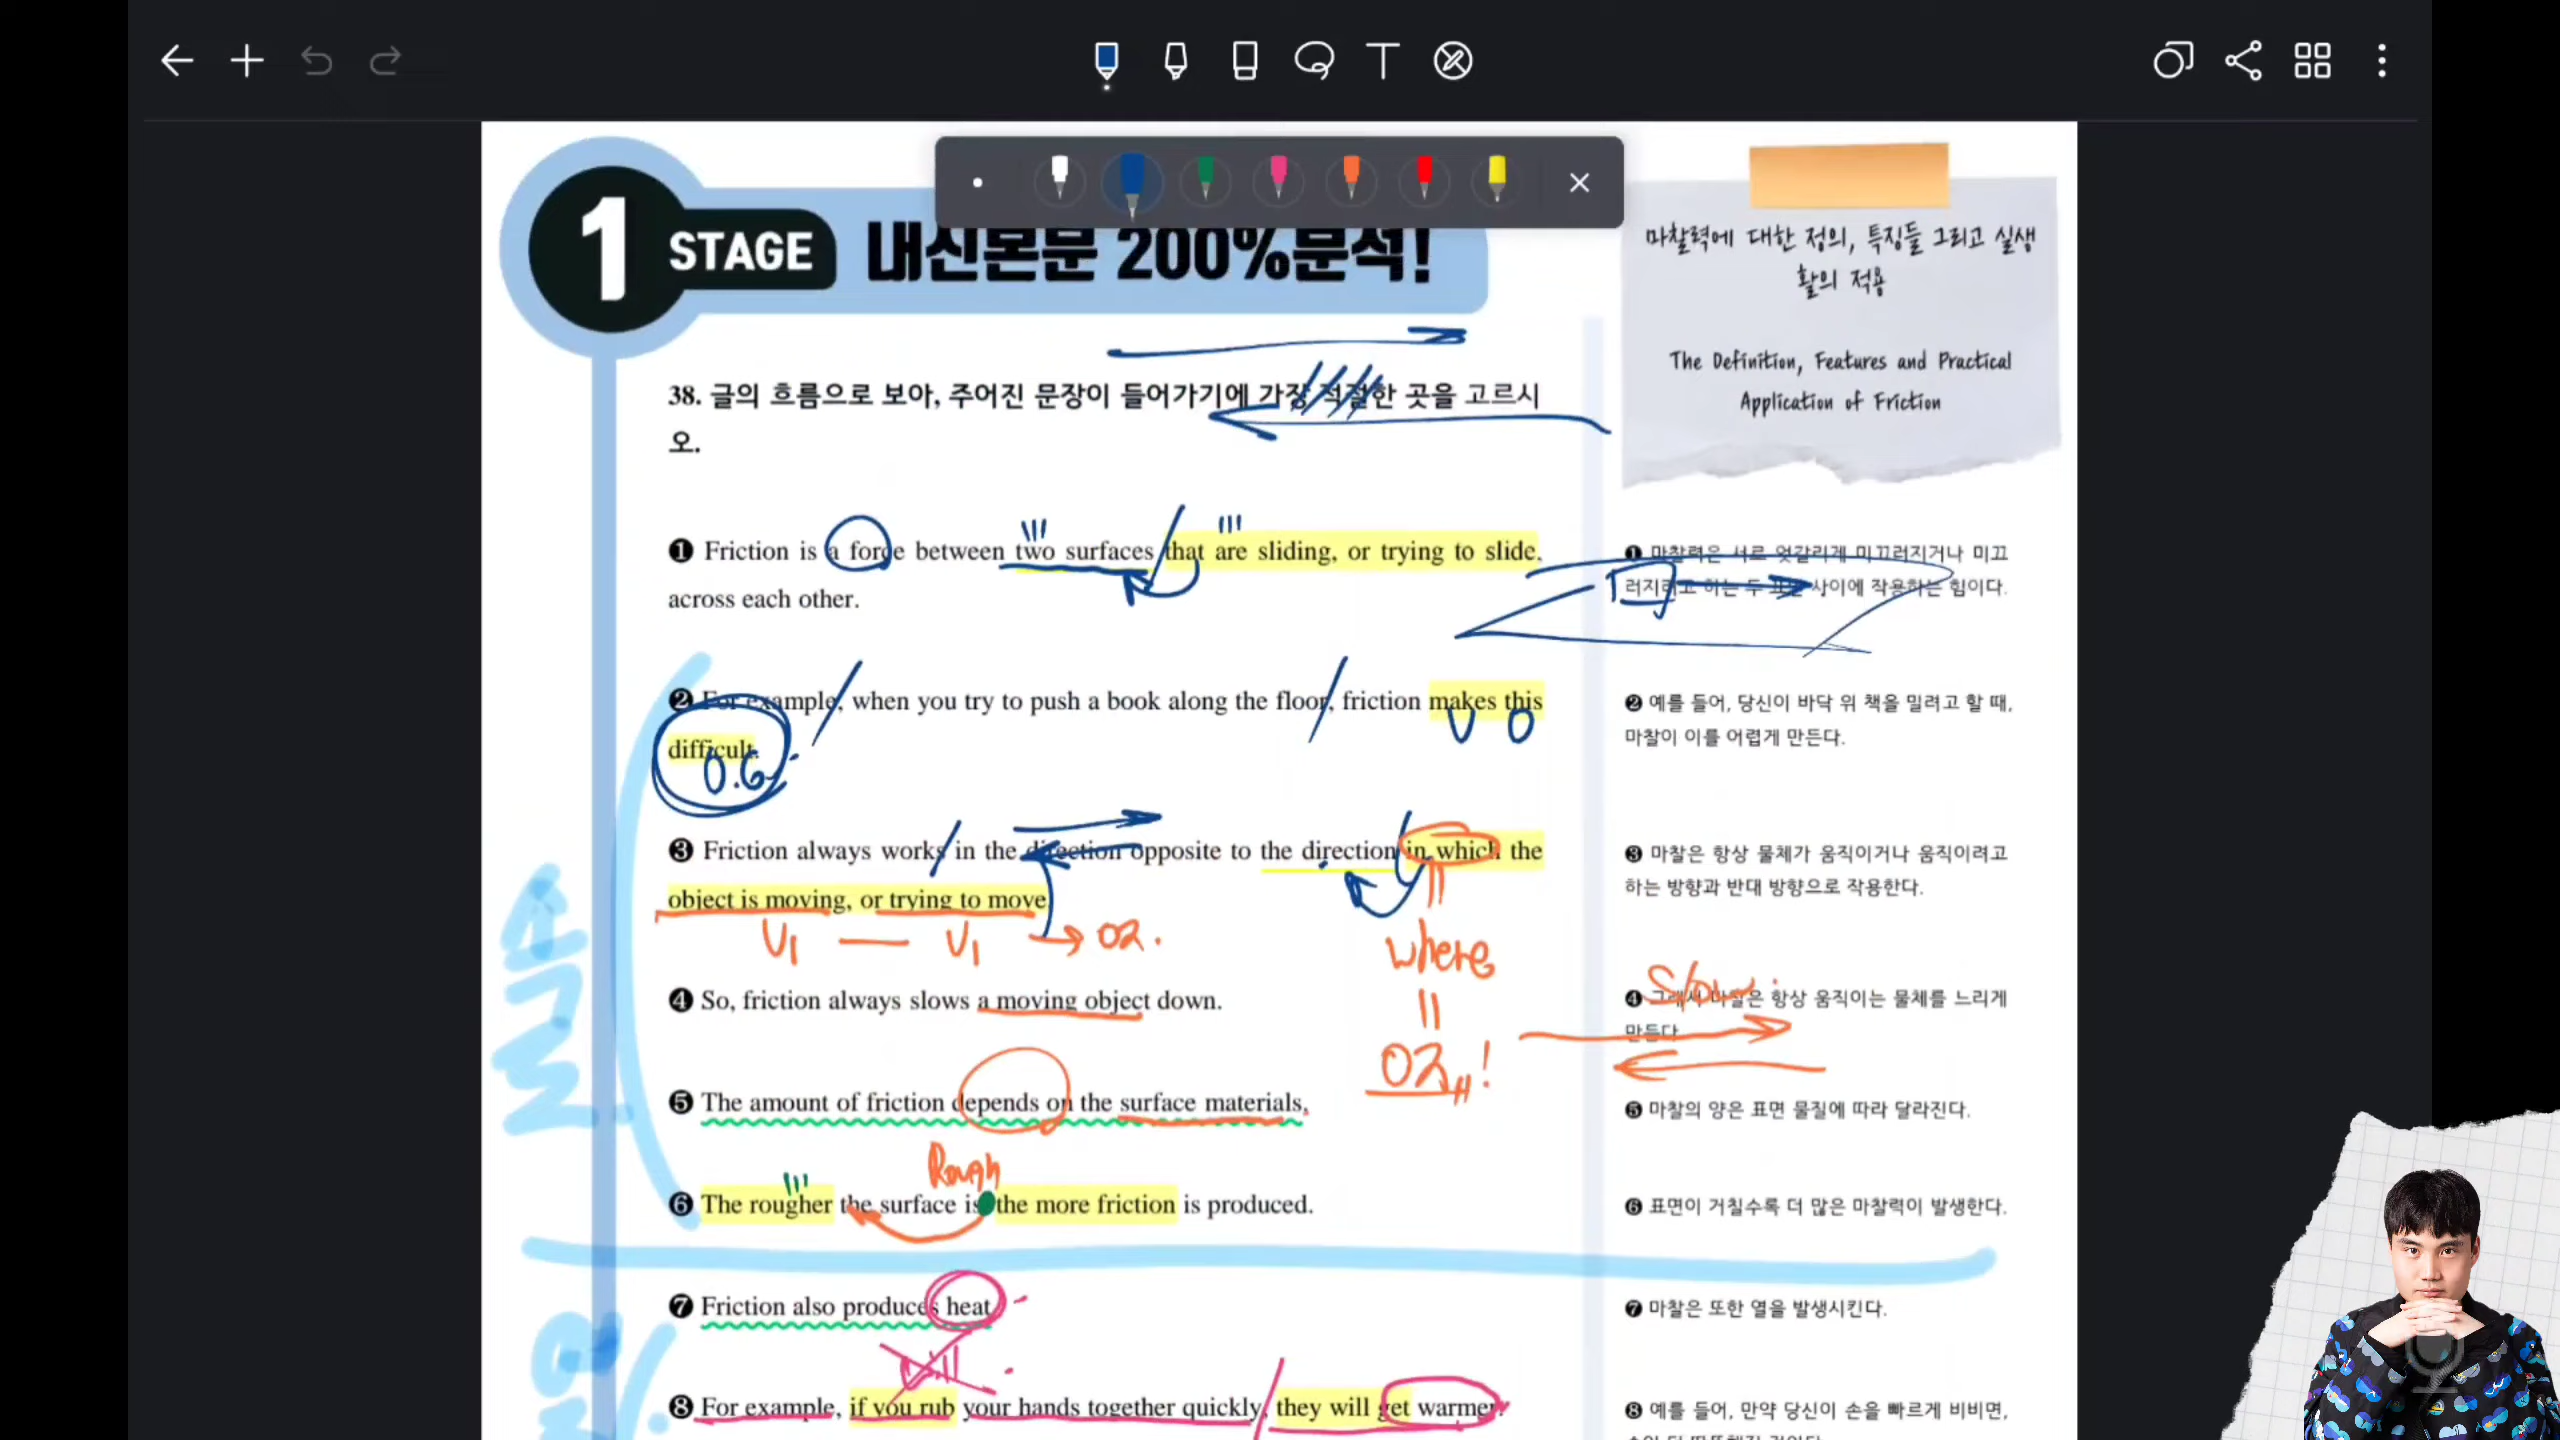 1 STAGE 내신본문 200%분석!
마찰력에 대한 정의, 특징들 그리고 실생
활의 적용
The Definition, Features and Practical
Application of Friction
38. 글의 흐름으로 보아, 주어진 문장이 들어가기에 가장 적절한 곳을 고르시
오.
❶ Friction is a force between two surfaces that are sliding, or trying to slide,
across each other.
❶ 마찰력은 서로 엇갈리게 미끄러지거나 미끄
러지려고 하는 두 표면 사이에 작용하는 힘이다.
❷ For example, when you try to push a book along the floor, friction makes this
V O
difficult.
O.C
❷ 예를 들어, 당신이 바닥 위 책을 밀려고 할 때,
마찰이 이를 어렵게 만든다.
❸ Friction always works in the direction opposite to the direction in which the
object is moving, or trying to move
V1 — V1 → 02.
where
02!
❸ 마찰은 항상 물체가 움직이거나 움직이려고
하는 방향과 반대 방향으로 작용한다.
❹ So, friction always slows a moving object down.
Slow
❹ 그래서 마찰은 항상 움직이는 물체를 느리게
만든다
❺ The amount of friction depends on the surface materials.
❺ 마찰의 양은 표면 물질에 따라 달라진다.
Rough
❻ The rougher the surface is the more friction is produced.
❻ 표면이 거칠수록 더 많은 마찰력이 발생한다.
❼ Friction also produces heat
❼ 마찰은 또한 열을 발생시킨다.
will
❽ For example, if you rub your hands together quickly, they will get warmer.
❽ 예를 들어, 만약 당신이 손을 빠르게 비비면,